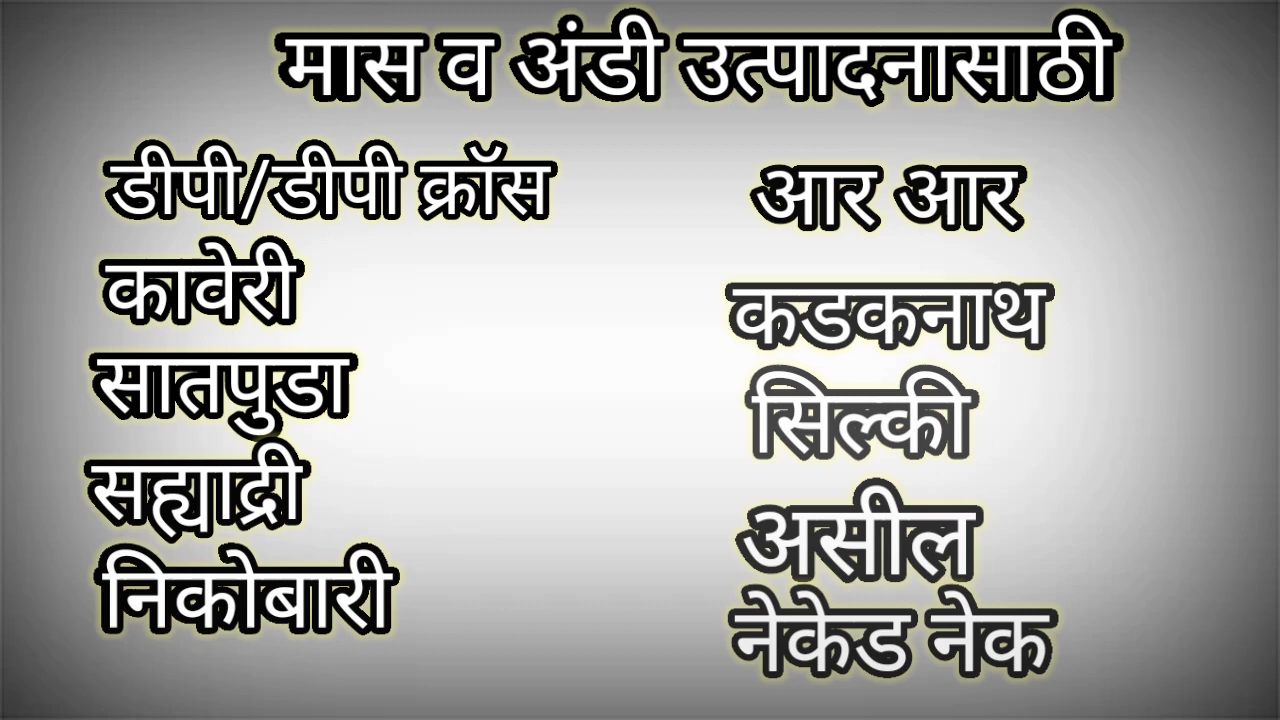 मास व अंडी उत्पादनासाठी
डीपी/डीपी क्रॉस
कावेरी
सातपुडा
सह्याद्री
निकोबारी
आर आर
कडकनाथ
सिल्की
असील
नेकेड नेक